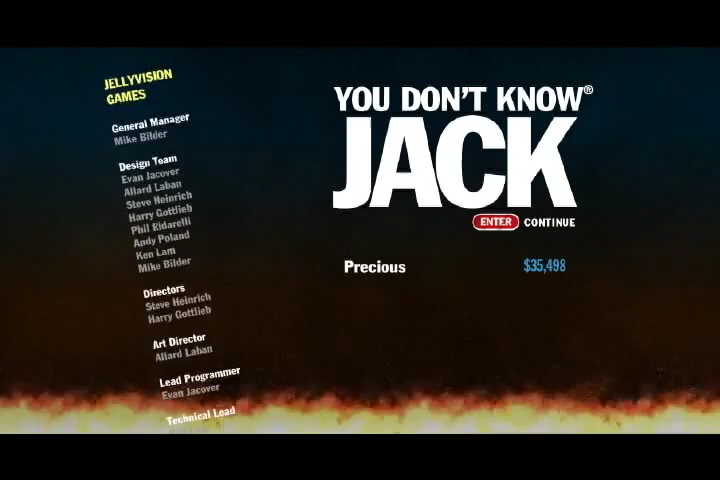 JELLYVISION
GAMES
General Manager
Mike Bilder
Design Team
Evan Jacover
Allard Laban
Steve Heinrich
Harry Gottlieb
Phil Ridarelli
Andy Poland
Ken Lam
Mike Bilder
Directors
Steve Heinrich
Harry Gottlieb
Art Director
Allard Laban
Lead Programmer
Evan Jacover
Technical Lead
YOU DON'T KNOW®
JACK
ENTER CONTINUE
Precious $35,498